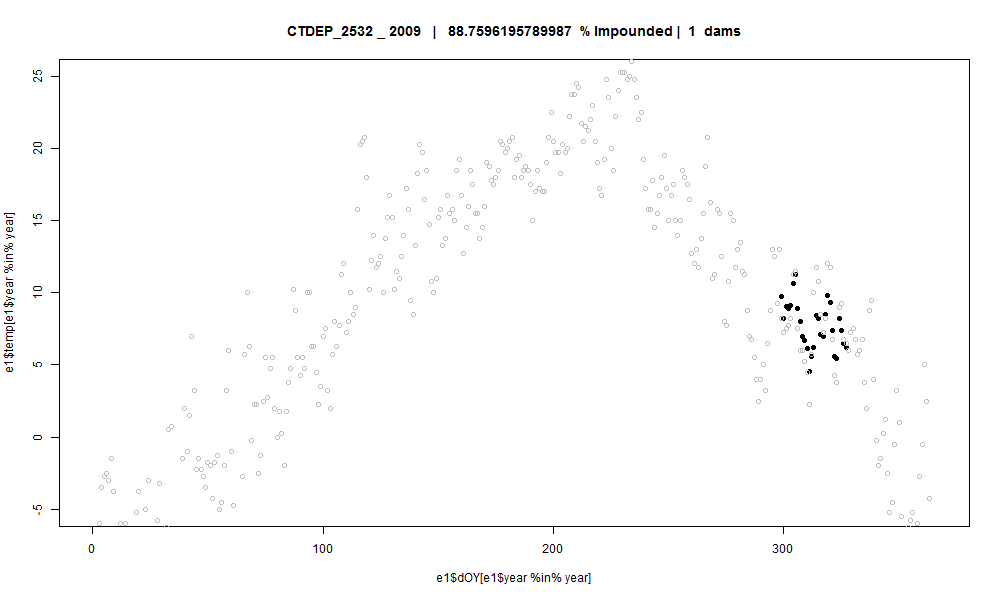 CTDEP_2532 _ 2009 | 88.7596195789987 % Impounded | 1 dams
e1$temp[e1$year %in% year]
25
20
15
10
5
0
-5
0 100 200 300
e1$dOY[e1$year %in% year]